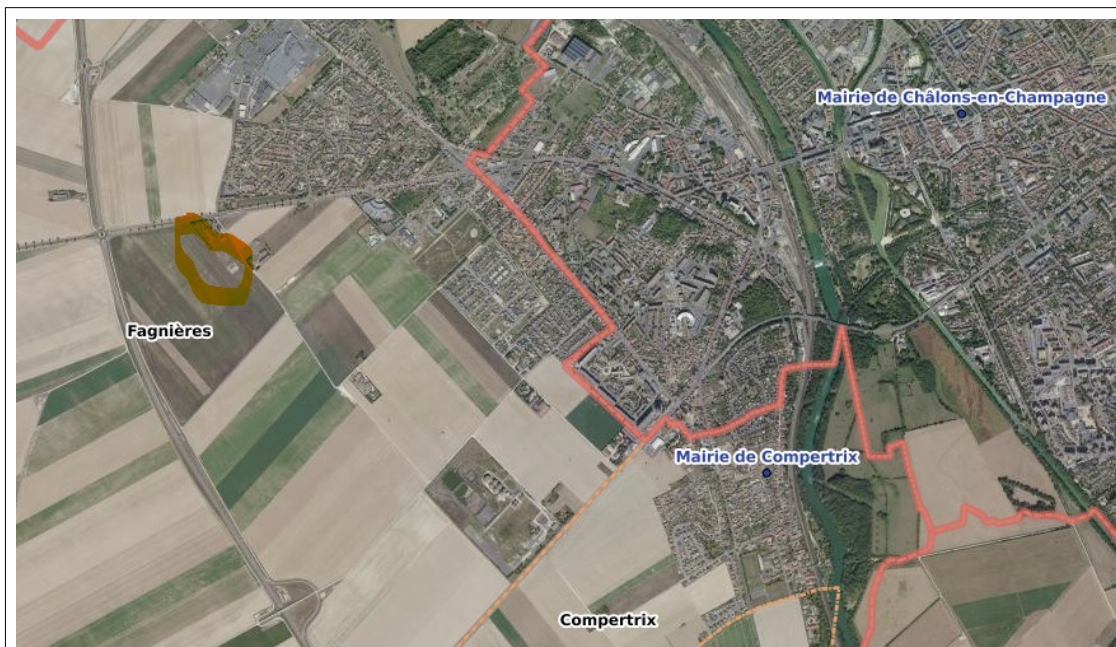 Mairie de Châlons-en-Champagne
Fagnières
Mairie de Compertrix
Compertrix